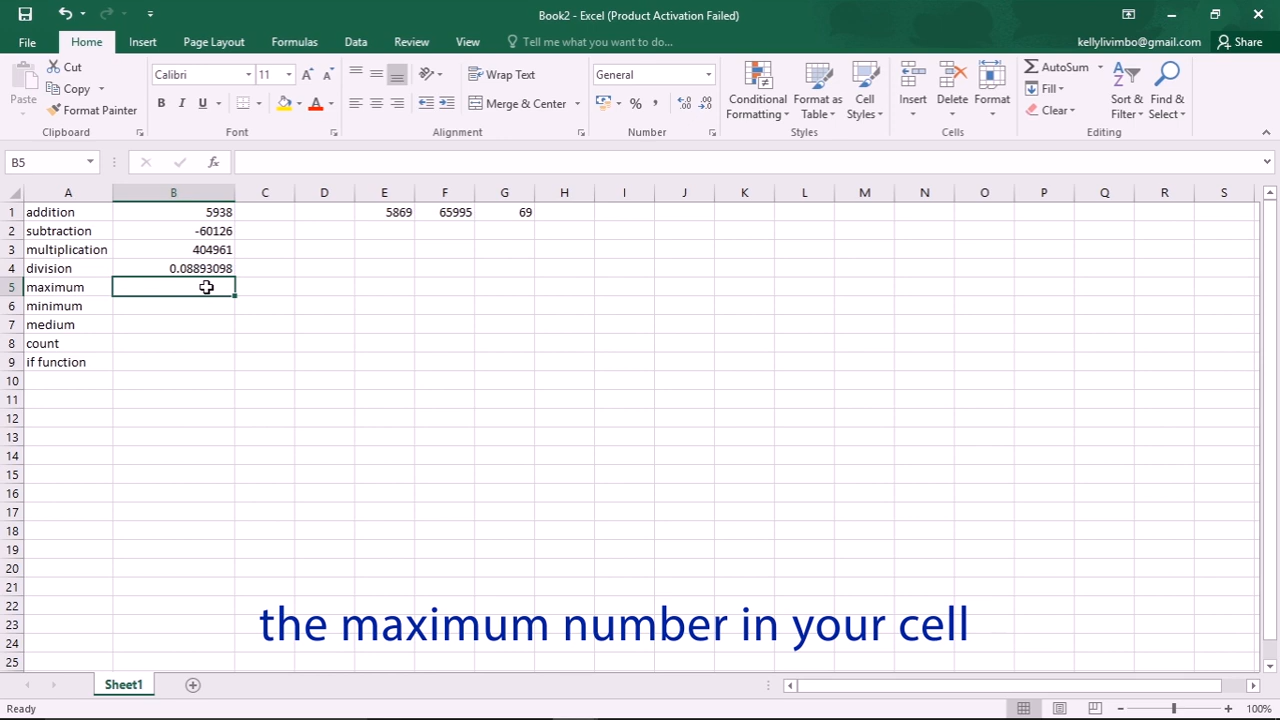 Book2 - Excel (Product Activation Failed)
File Home Insert Page Layout Formulas Data Review View Tell me what you want to do... kellylivimbo@gmail.com Share
Paste
Cut
Copy
Format Painter
Clipboard
Calibri 11
B I U A
Font
Wrap Text
Merge & Center
Alignment
General
% ,
Number
Conditional Formatting
Format as Table
Cell Styles
Styles
Insert Delete Format
Cells
AutoSum
Fill
Clear
Sort & Filter
Find & Select
Editing
B5 fx
A B C D E F G H I J K L M N O P Q R S
1 addition 5938 5869 65995 69
2 subtraction -60126
3 multiplication 404961
4 division 0.08893098
5 maximum
6 minimum
7 medium
8 count
9 if function
10
11
12
13
14
15
16
17
18
19
20
21
22
23
24
25
the maximum number in your cell
Sheet1
Ready 100%